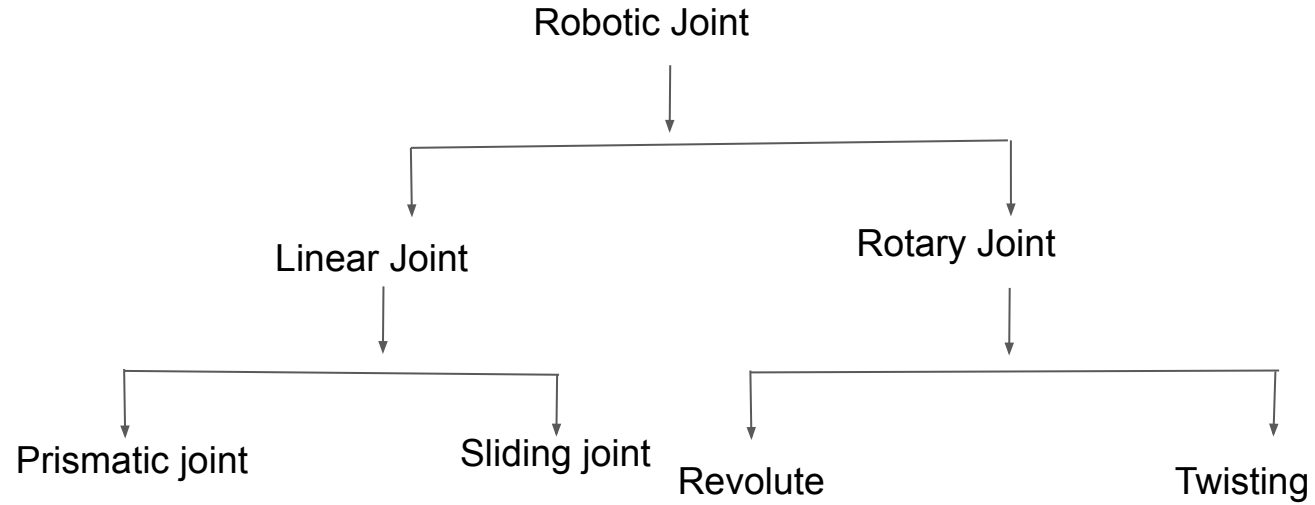 Robotic Joint
Linear Joint
Rotary Joint
Prismatic joint
Sliding joint
Revolute
Twisting